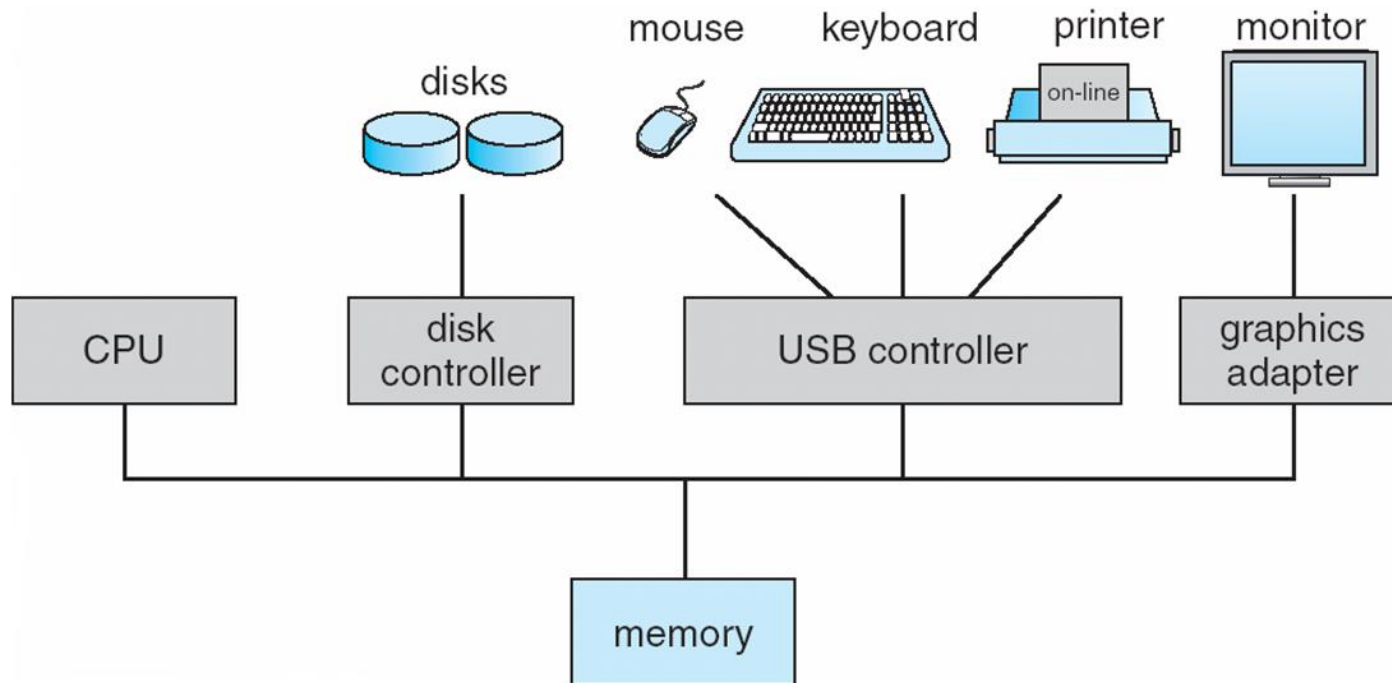 mouse
keyboard
printer
monitor
disks
on-line
CPU
disk
controller
USB controller
graphics
adapter
memory